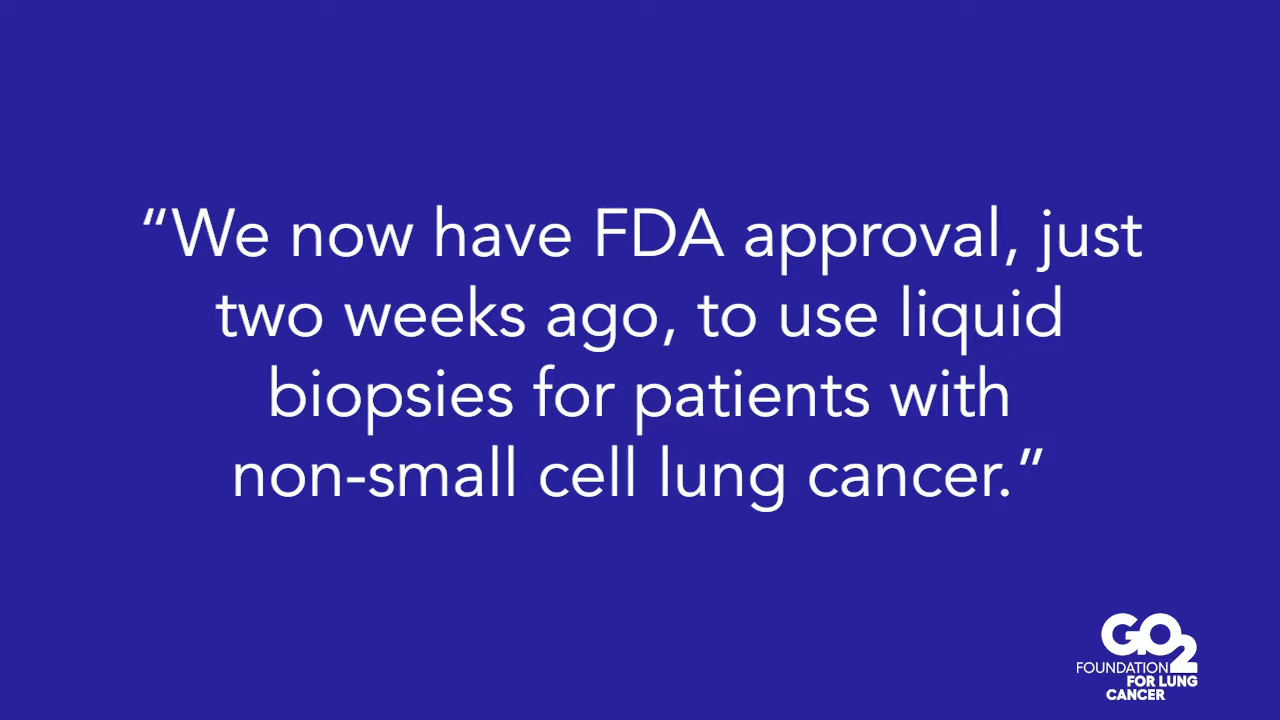 “We now have FDA approval, just
two weeks ago, to use liquid
biopsies for patients with
non-small cell lung cancer.”
GO2
FOUNDATION
FOR LUNG
CANCER